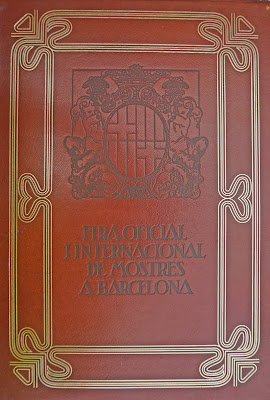 FIRA OFICIAL
I INTERNACIONAL
DE MOSTRES
A BARCELONA